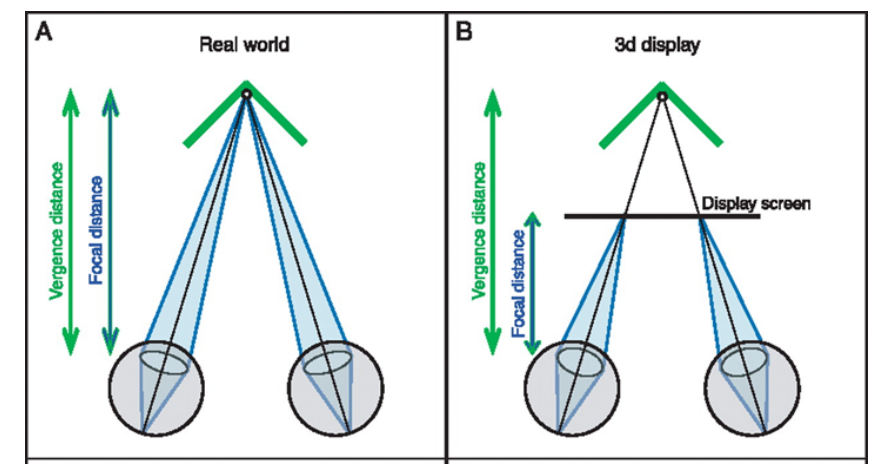 A
Real world
Vergence distance
Focal distance
B
3d display
Display screen
Vergence distance
Focal distance